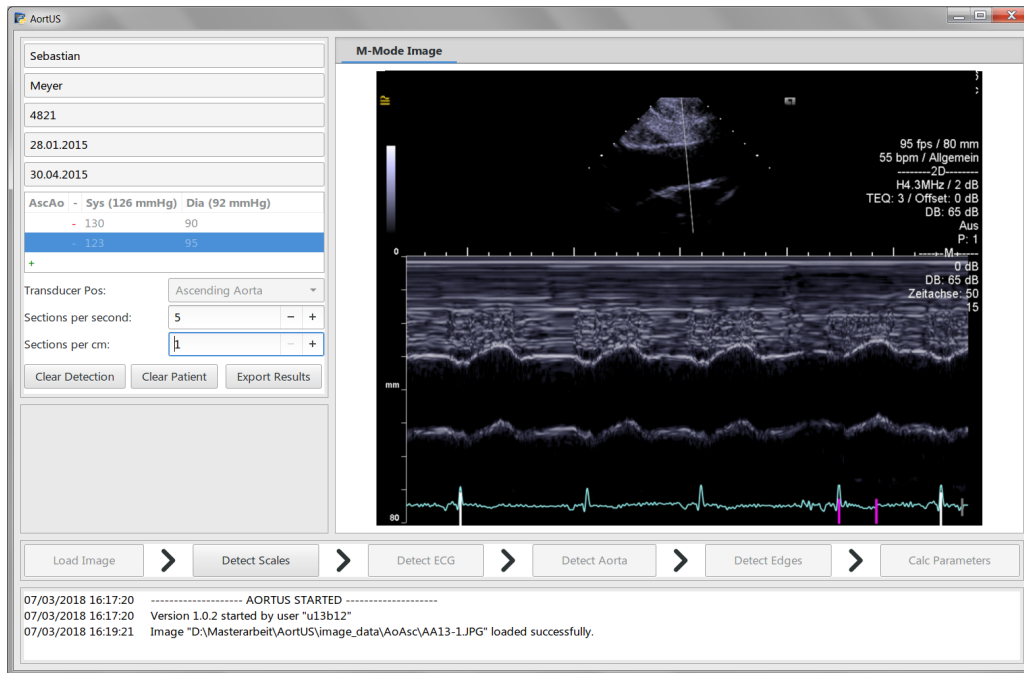 AortUS
Sebastian
Meyer
4821
28.01.2015
30.04.2015
AscAo - Sys (126 mmHg) Dia (92 mmHg)
- 130 90
- 123 95
+
Transducer Pos: Ascending Aorta
Sections per second: 5 - +
Sections per cm: 1 - +
Clear Detection Clear Patient Export Results
M-Mode Image
95 fps / 80 mm
55 bpm / Allgemein
--------2D--------
H4.3MHz / 2 dB
TEQ: 3 / Offset: 0 dB
DB: 65 dB
Aus
P: 1
-------M-------
0 dB
DB: 65 dB
Zeitachse: 50
15
0
mm
80
Load Image Detect Scales Detect ECG Detect Aorta Detect Edges Calc Parameters
07/03/2018 16:17:20 -------------------- AORTUS STARTED --------------------
07/03/2018 16:17:20 Version 1.0.2 started by user "u13b12"
07/03/2018 16:19:21 Image "D:\Masterarbeit\AortUS\image_data\AoAsc\AA13-1.JPG" loaded successfully.